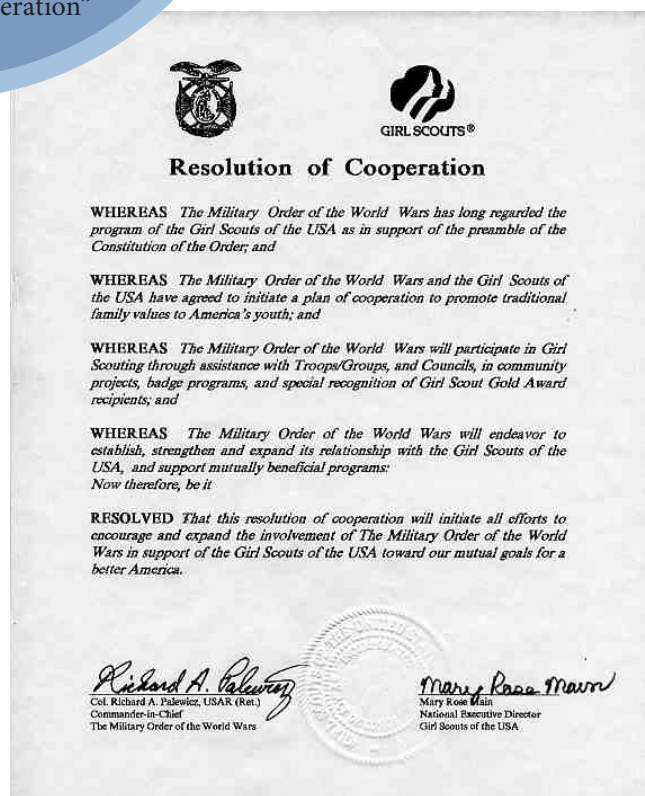 eration"
GIRL SCOUTS®
Resolution of Cooperation
WHEREAS The Military Order of the World Wars has long regarded the
program of the Girl Scouts of the USA as in support of the preamble of the
Constitution of the Order; and
WHEREAS The Military Order of the World Wars and the Girl Scouts of
the USA have agreed to initiate a plan of cooperation to promote traditional
family values to America's youth; and
WHEREAS The Military Order of the World Wars will participate in Girl
Scouting through assistance with Troops/Groups, and Councils, in community
projects, badge programs, and special recognition of Girl Scout Gold Award
recipients; and
WHEREAS The Military Order of the World Wars will endeavor to
establish, strengthen and expand its relationship with the Girl Scouts of the
USA, and support mutually beneficial programs:
Now therefore, be it
RESOLVED That this resolution of cooperation will initiate all efforts to
encourage and expand the involvement of The Military Order of the World
Wars in support of the Girl Scouts of the USA toward our mutual goals for a
better America.
Richard A. Palewicz
Mary Rose Main
Col. Richard A. Palewicz, USAR (Ret.)
Commander-in-Chief
The Military Order of the World Wars
Mary Rose Main
National Executive Director
Girl Scouts of the USA